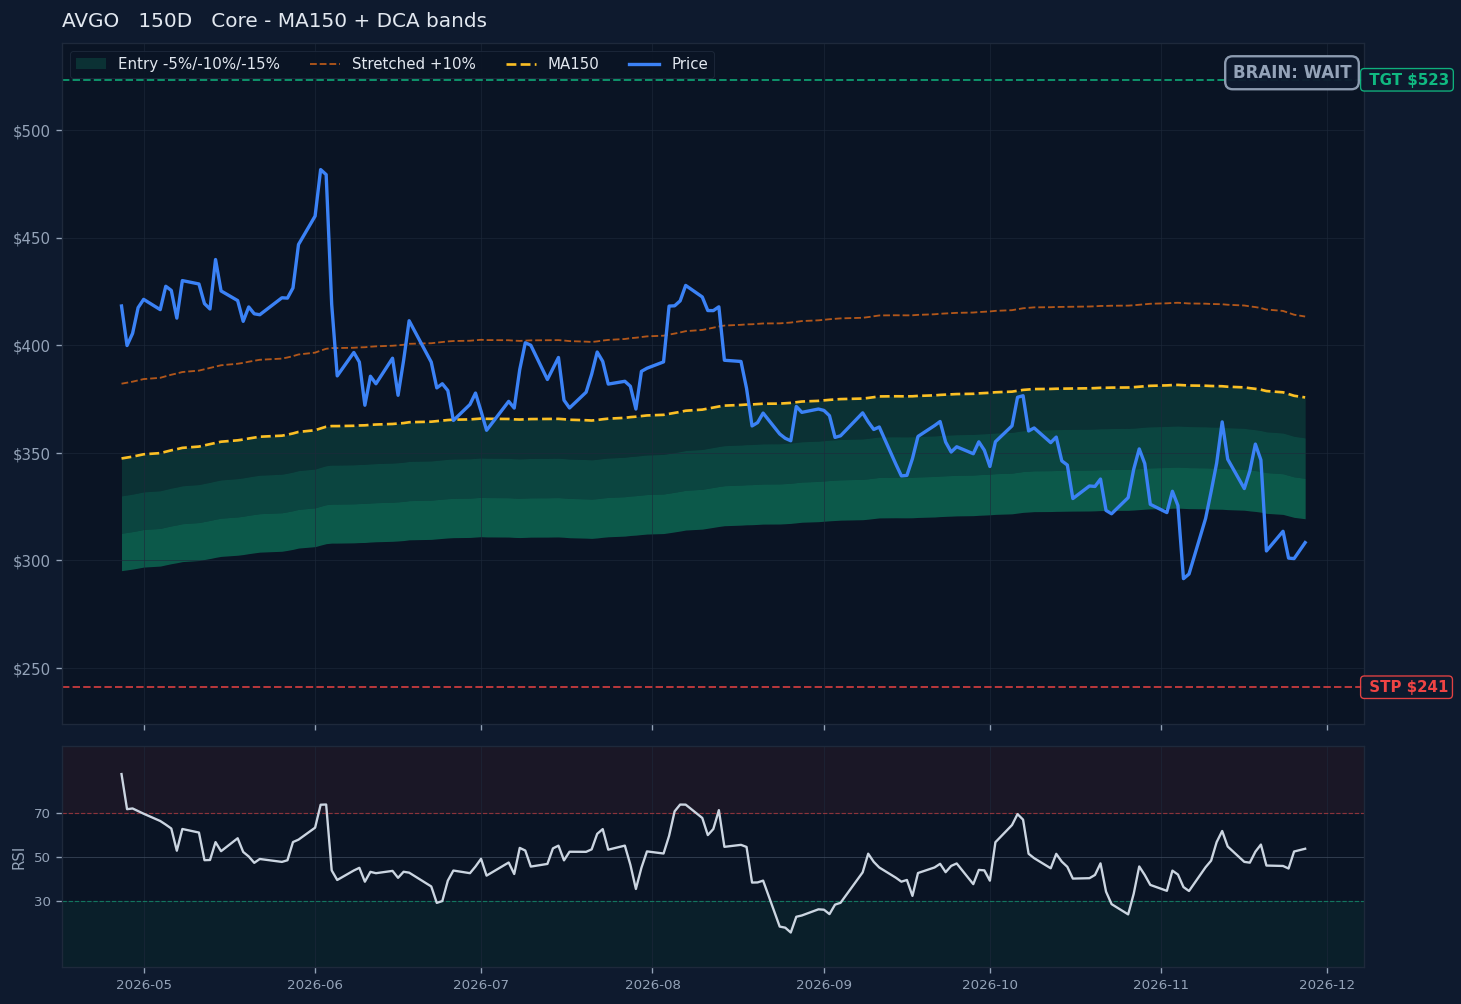 AVGO   150D   Core - MA150 + DCA bands
Entry -5%/-10%/-15%   Stretched +10%   MA150   Price
BRAIN: WAIT
TGT $523
$500
$450
$400
$350
$300
$250
STP $241
70
50
30
RSI
2026-05   2026-06   2026-07   2026-08   2026-09   2026-10   2026-11   2026-12